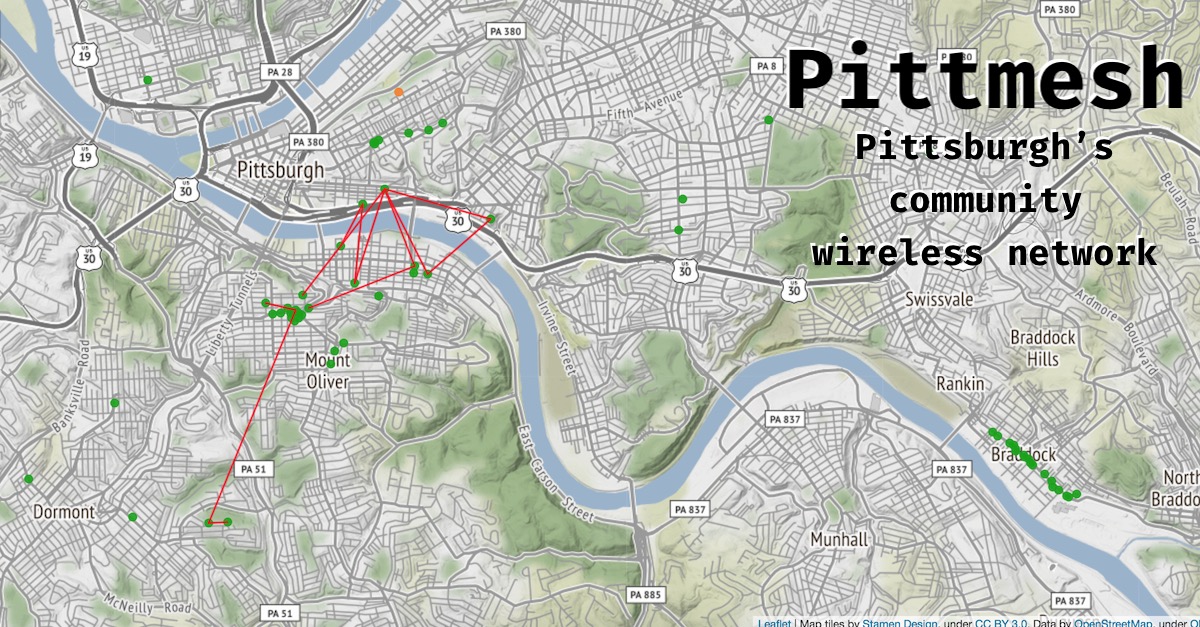 Pittmesh
Pittsburgh's
community
wireless network
PA 380
PA 380
US
19
PA 28
PA 8
Fifth Avenue
PA 380
Pittsburgh
US
19
US
30
US
30
US
30
US
30
US
30
Beulah Road
Liberty Tunnels
Swissvale
Ardmore Boulevard
Braddock
Hills
Irvine Street
Mount
Oliver
Banksville Road
Rankin
PA 837
Braddock
PA 51
PA 837
East Carson Street
North
Braddo
Dormont
PA 837
Munhall
PA 885
McNeilly Road
PA 51
PA 837
Leaflet | Map tiles by Stamen Design, under CC BY 3.0. Data by OpenStreetMap, under O